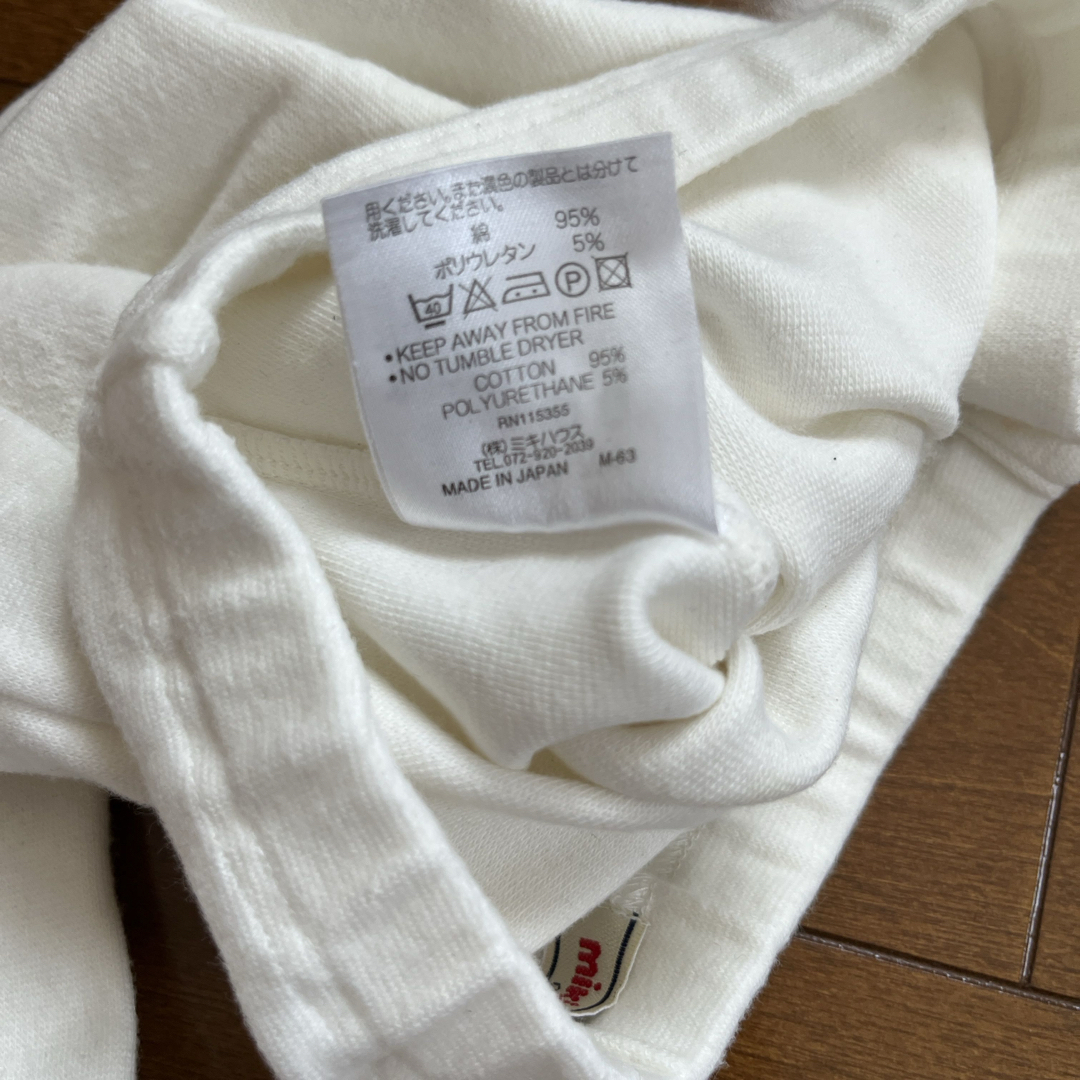 用ください。また濃色の製品とは分けて
洗濯してください。
綿 95%
ポリウレタン 5%
40 P
•KEEP AWAY FROM FIRE
•NO TUMBLE DRYER
COTTON 95%
POLYURETHANE 5%
RN115355
(株)ミキハウス
TEL.072-920-2039
MADE IN JAPAN M-63
mik